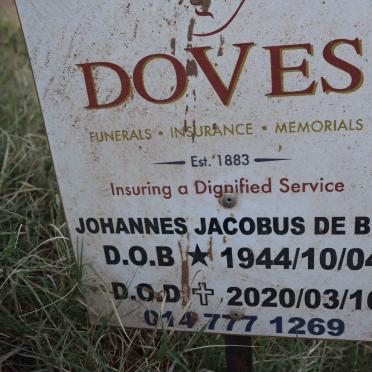 DOVES
FUNERALS • INSURANCE • MEMORIALS
Est. 1883
Insuring a Dignified Service
JOHANNES JACOBUS DE B
D.O.B ★ 1944/10/04
D.O.D ✝ 2020/03/10
014 777 1269